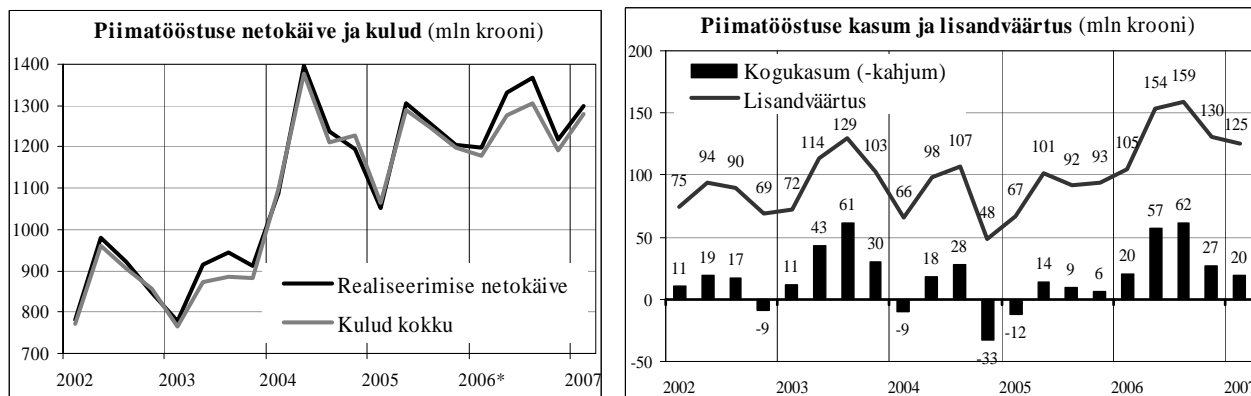 Piimatööstuse netokäive ja kulud (mln krooni)
1400
1300
1200
1100
1000
900
800
700
Realiseerimise netokäive
Kulud kokku
2002 2003 2004 2005 2006* 2007
Piimatööstuse kasum ja lisandväärtus (mln krooni)
200
150
100
50
0
-50
Kogukasum (-kahjum)
Lisandväärtus
75 94 90 69 72 114 129 103 66 98 107 48 67 101 92 93 105 154 159 130 125
11 19 17 -9 11 43 61 30 -9 18 28 -33 -12 14 9 6 20 57 62 27 20
2002 2003 2004 2005 2006 2007